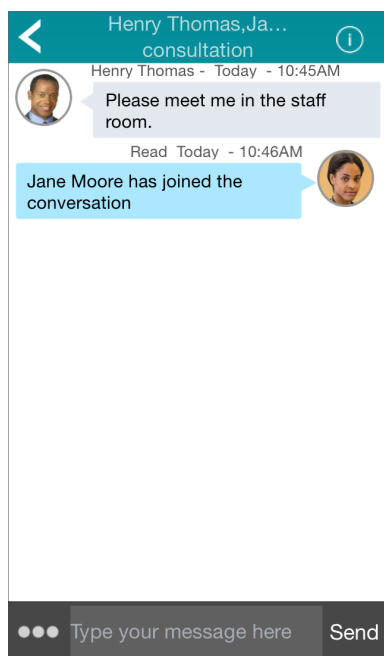 Henry Thomas,Ja...
consultation
i
Henry Thomas - Today - 10:45AM
Please meet me in the staff
room.
Read Today - 10:46AM
Jane Moore has joined the
conversation
Type your message here
Send